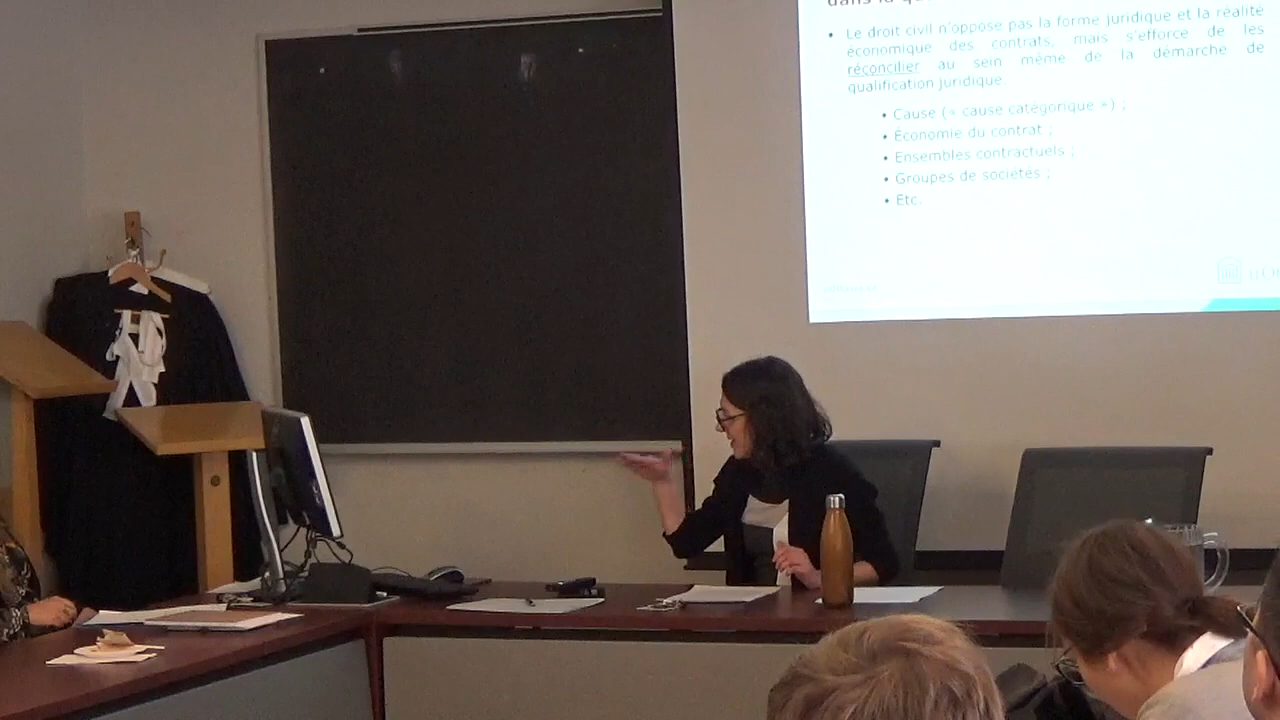 dans la
Le droit civil n'oppose pas la forme juridique et la réalité
économique des contrats, mais s'efforce de les
réconcilier au sein même de la démarche de
qualification juridique.
• Cause (« cause catégorique ») ;
• Économie du contrat ;
• Ensembles contractuels ;
• Groupes de sociétés ;
• Etc.